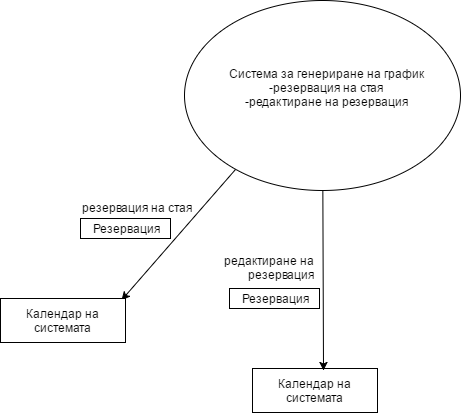 Система за генериране на график
-резервация на стая
-редактиране на резервация
резервация на стая
Резервация
редактиране на
резервация
Резервация
Календар на
системата
Календар на
системата